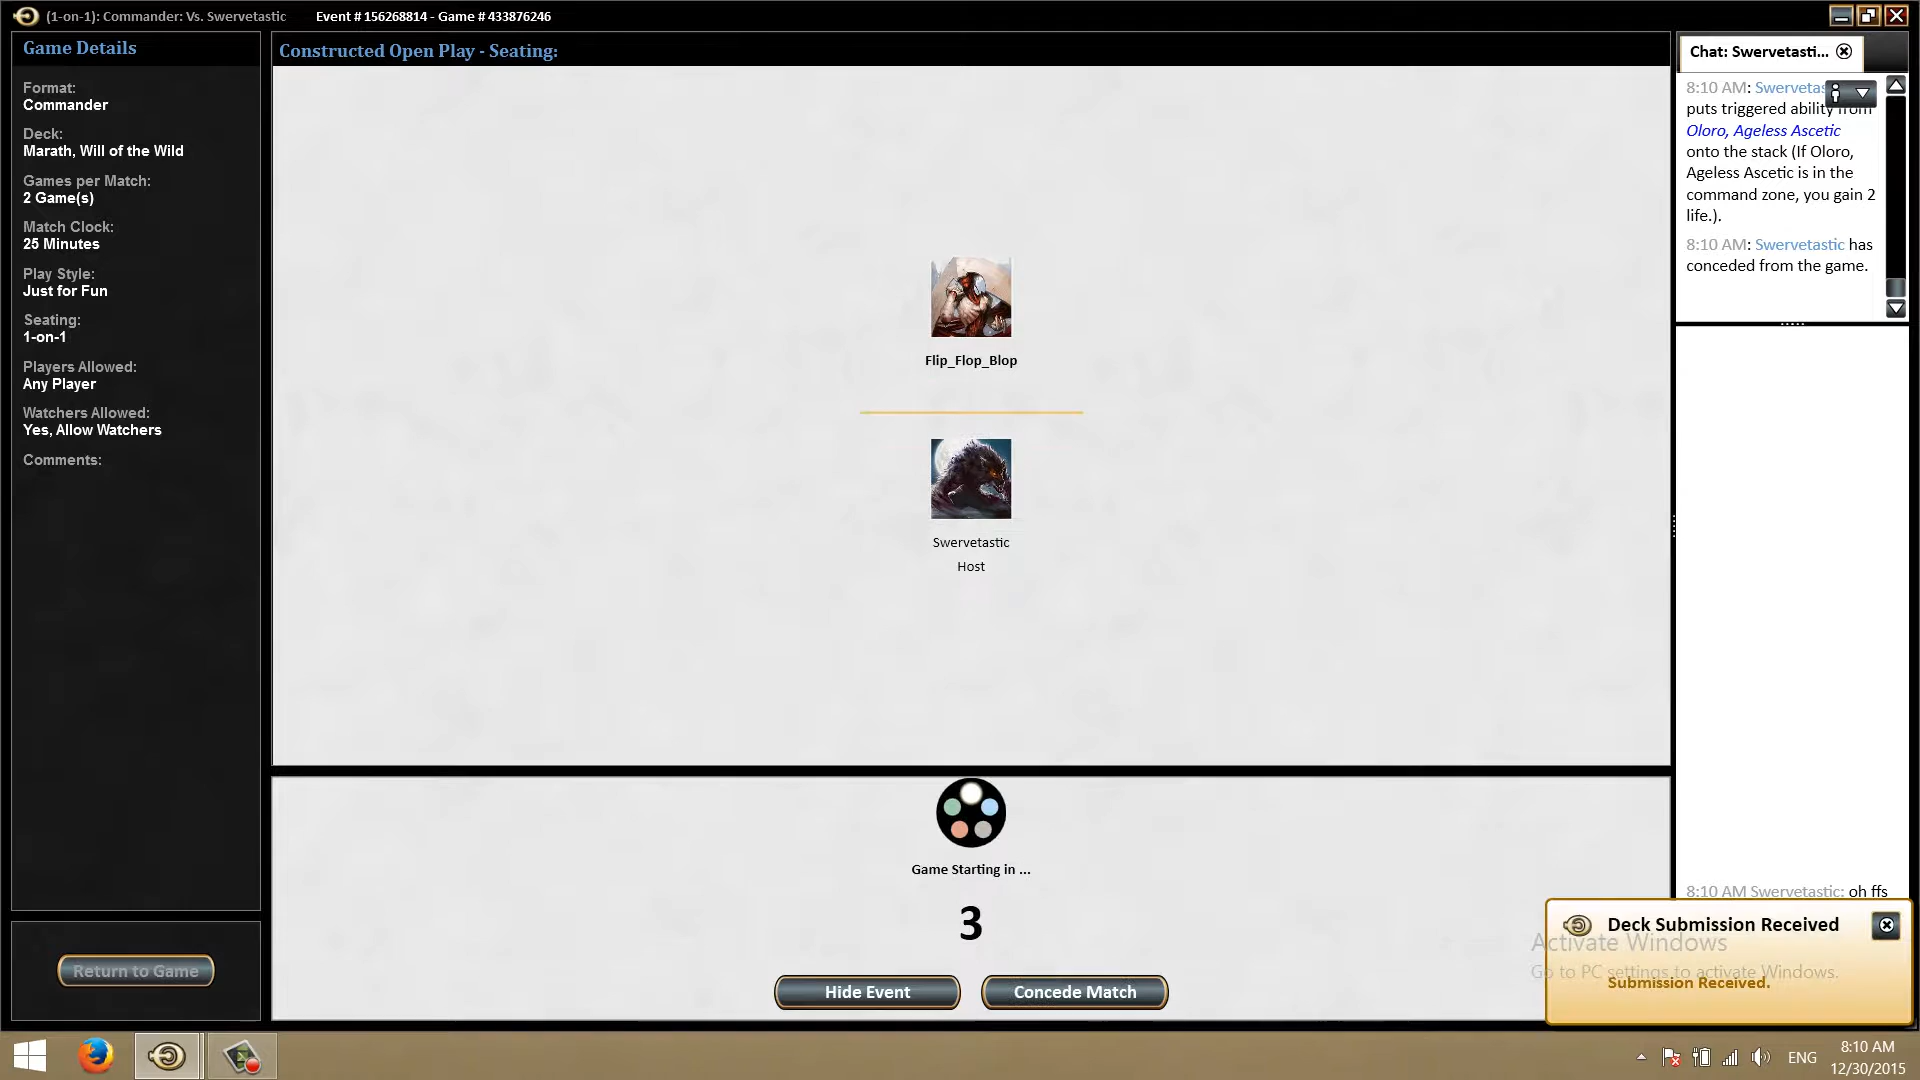 (1-on-1): Commander: Vs. Swervetastic
Event # 156268814 - Game # 433876246
Game Details
Format:
Commander
Deck:
Marath, Will of the Wild
Games per Match:
2 Game(s)
Match Clock:
25 Minutes
Play Style:
Just for Fun
Seating:
1-on-1
Players Allowed:
Any Player
Watchers Allowed:
Yes, Allow Watchers
Comments:
Return to Game
Constructed Open Play - Seating:
Flip_Flop_Blop
Swervetastic
Host
Game Starting in ...
3
Hide Event
Concede Match
Chat: Swervetasti...
8:10 AM: Swervetas
puts triggered ability from
Oloro, Ageless Ascetic
onto the stack (If Oloro,
Ageless Ascetic is in the
command zone, you gain 2
life.).
8:10 AM: Swervetastic has
conceded from the game.
8:10 AM Swervetastic: oh ffs
Deck Submission Received
Submission Received.
Activate Windows
Go to PC settings to activate Windows.
ENG
8:10 AM
12/30/2015